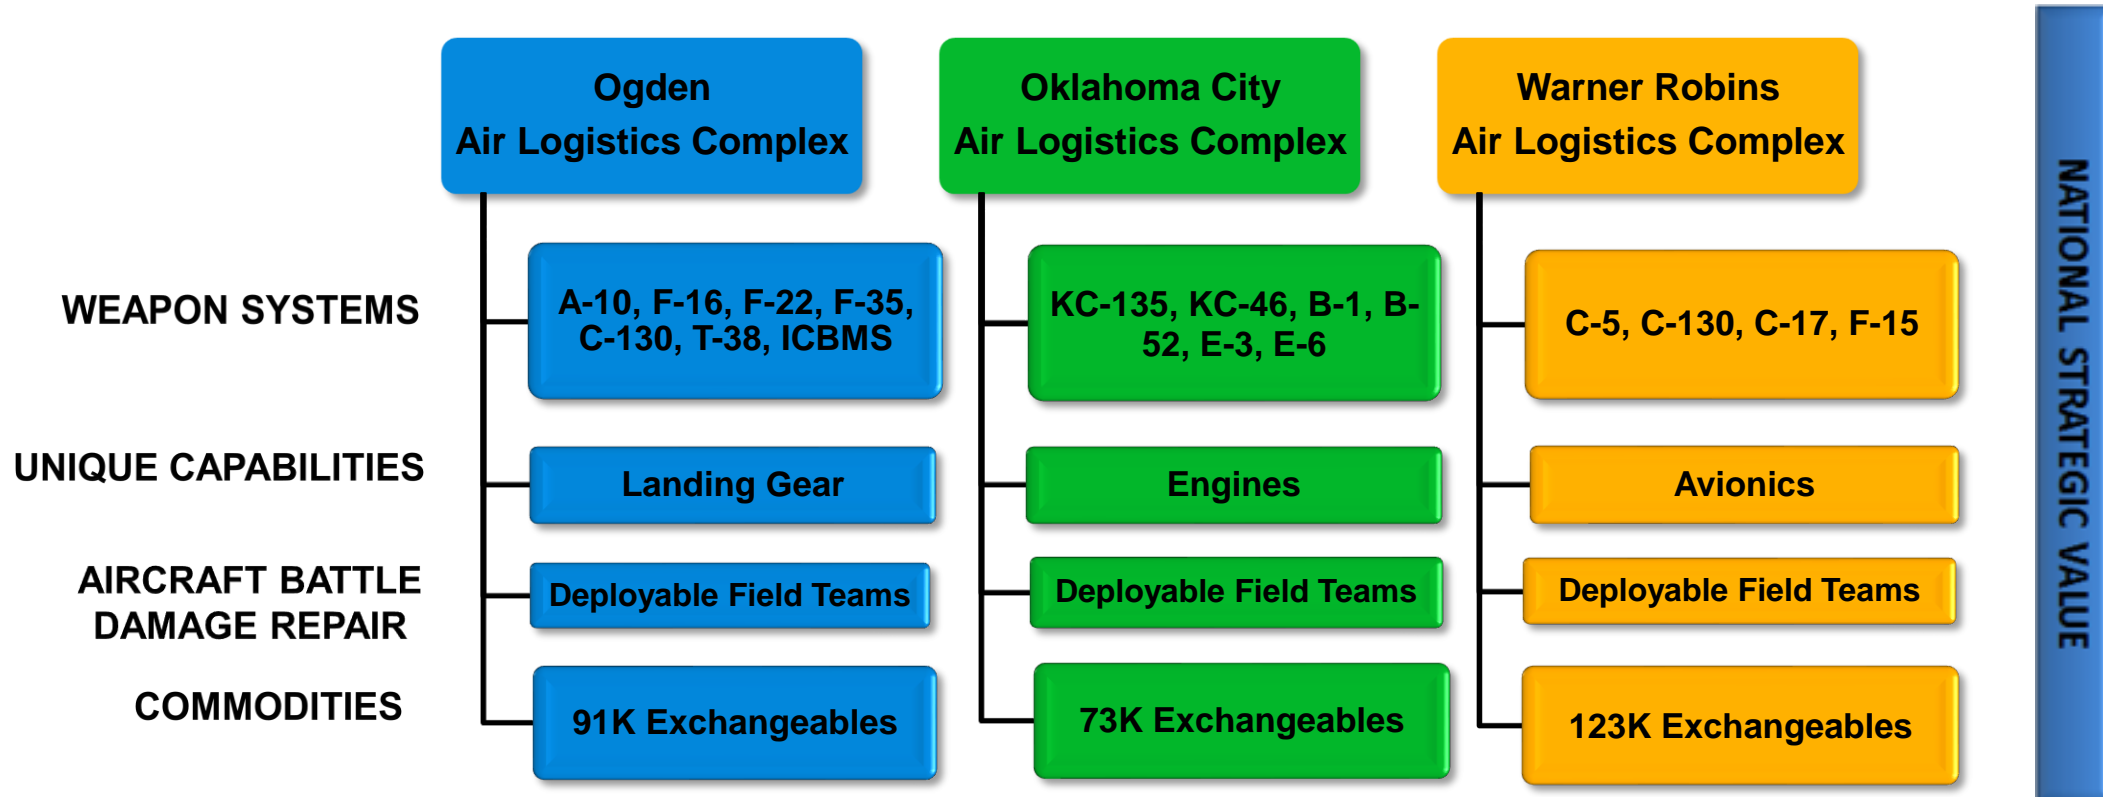 Ogden
Air Logistics Complex
Oklahoma City
Air Logistics Complex
Warner Robins
Air Logistics Complex
WEAPON SYSTEMS
A-10, F-16, F-22, F-35,
C-130, T-38, ICBMS
KC-135, KC-46, B-1, B-
52, E-3, E-6
C-5, C-130, C-17, F-15
UNIQUE CAPABILITIES
Landing Gear
Engines
Avionics
AIRCRAFT BATTLE
DAMAGE REPAIR
Deployable Field Teams
Deployable Field Teams
Deployable Field Teams
COMMODITIES
91K Exchangeables
73K Exchangeables
123K Exchangeables
NATIONAL STRATEGIC VALUE